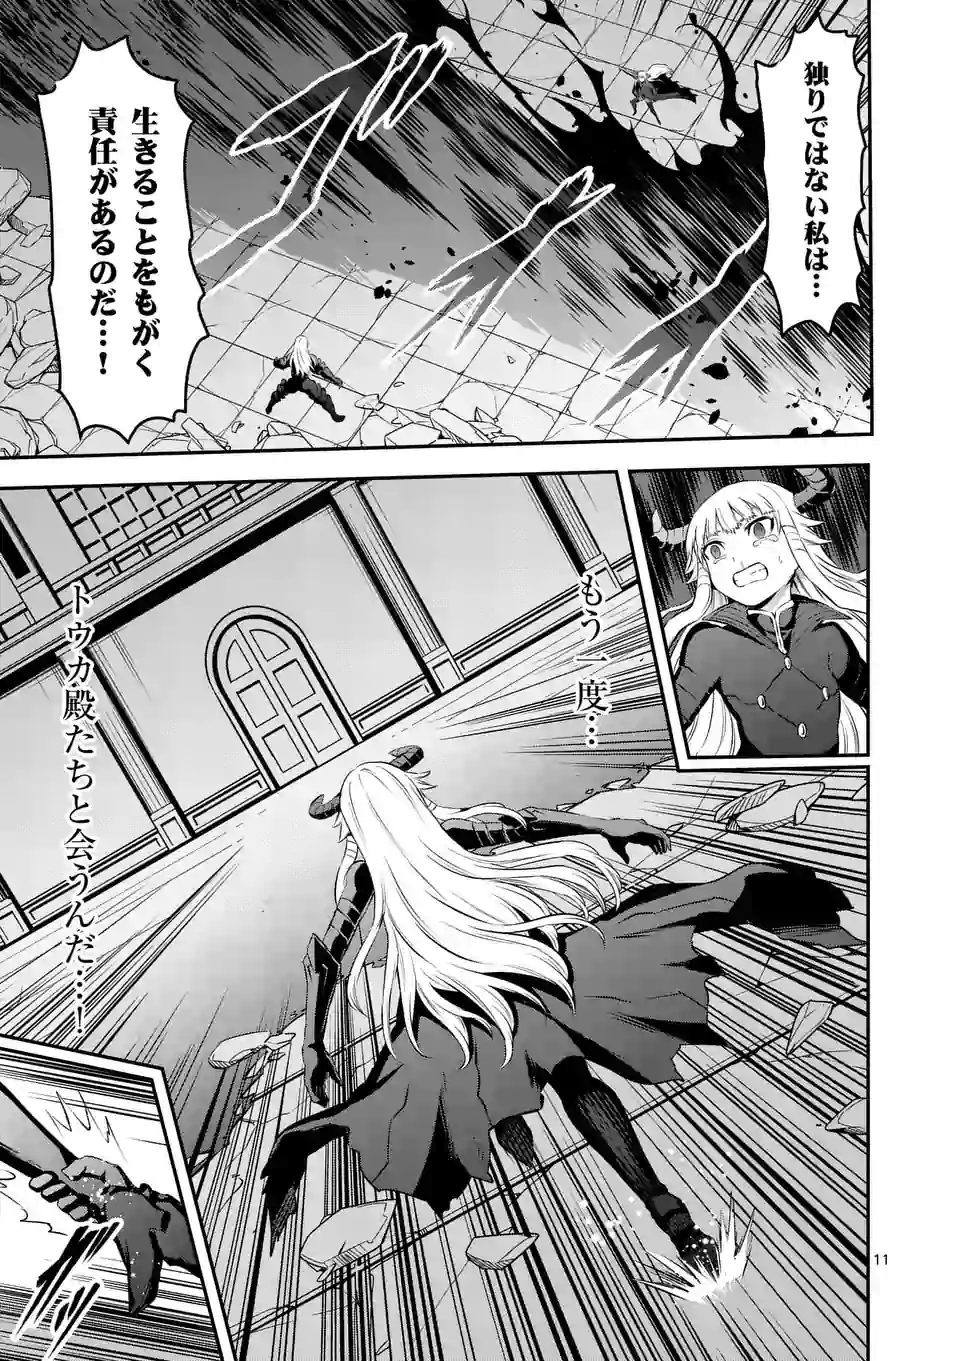 独りではない私は…
生きることをもがく
責任があるのだ…！
もう一度…
トウカ殿たちと会うんだ…！
11